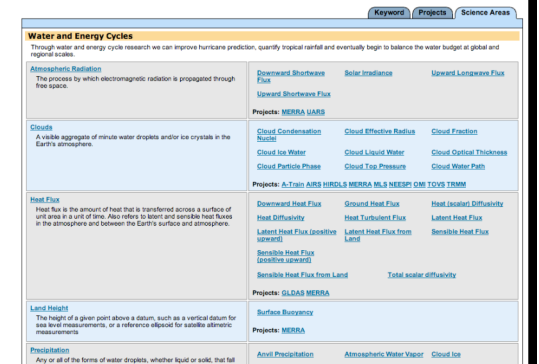 Keyword Projects Science Areas
Water and Energy Cycles
Through water and energy cycle research we can improve hurricane prediction, quantify tropical rainfall and eventually begin to balance the water budget at global and
regional scales.
Atmospheric Radiation
The process by which electromagnetic radiation is propagated through
free space.
Downward Shortwave Flux
Solar Irradiance
Upward Longwave Flux
Upward Shortwave Flux
Projects: MERRA UARS
Clouds
A visible aggregate of minute water droplets and/or ice crystals in the
Earth's atmosphere.
Cloud Condensation Nuclei
Cloud Effective Radius
Cloud Fraction
Cloud Ice Water
Cloud Liquid Water
Cloud Optical Thickness
Cloud Particle Phase
Cloud Top Pressure
Cloud Water Path
Projects: A-Train AIRS HIRDLS MERRA MLS NEESPI OMI TOVS TRMM
Heat Flux
Heat flux is the amount of heat that is transferred across a surface of
unit area in a unit of time. Also refers to latent and sensible heat fluxes
in the atmosphere and between the Earth's surface and atmosphere.
Downward Heat Flux
Ground Heat Flux
Heat (scalar) Diffusivity
Heat Diffusivity
Heat Turbulent Flux
Latent Heat Flux
Latent Heat Flux (positive upward)
Latent Heat Flux from Land
Sensible Heat Flux
Sensible Heat Flux (positive upward)
Sensible Heat Flux from Land
Total scalar diffusivity
Projects: GLDAS MERRA
Land Height
The height of a given point above a datum, such as a vertical datum for
sea level measurements, or a reference ellipsoid for satellite altimetric
measurements
Surface Buoyancy
Projects: MERRA
Precipitation
Any or all of the forms of water droplets, whether liquid or solid, that fall
Anvil Precipitation
Atmospheric Water Vapor
Cloud Ice